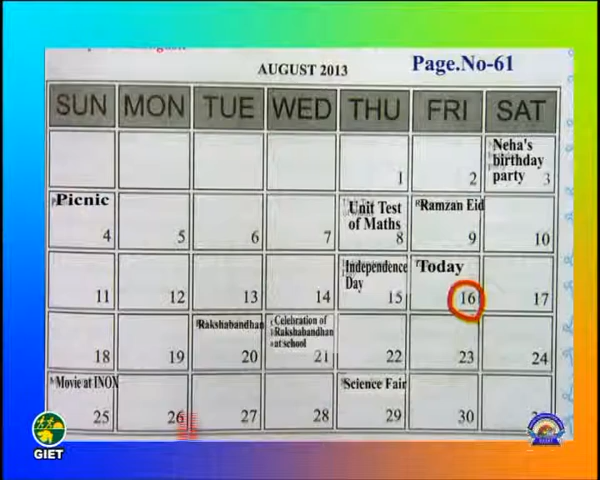 Page.No-61
AUGUST 2013
SUN MON TUE WED THU FRI SAT
Neha's
birthday
party
1 2 3
Picnic
Unit Test
of Maths
Ramzan Eid
4 5 6 7 8 9 10
Independence
Day
Today
11 12 13 14 15 16 17
Rakshabandhan
Celebration of
Rakshabandhan
at school
18 19 20 21 22 23 24
Movie at INOX
Science Fair
25 26 27 28 29 30
GIET